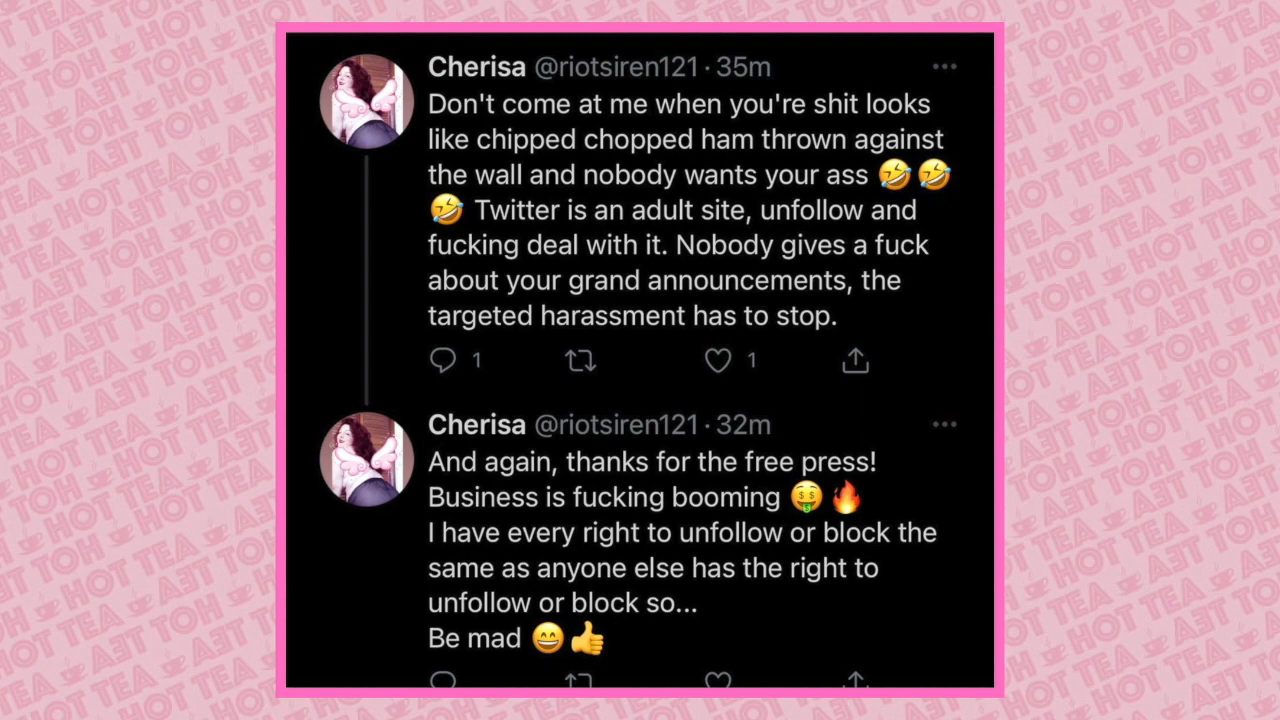 Cherisa @riotsiren121 · 35m
Don't come at me when you're shit looks
like chipped chopped ham thrown against
the wall and nobody wants your ass 🤣🤣
🤣 Twitter is an adult site, unfollow and
fucking deal with it. Nobody gives a fuck
about your grand announcements, the
targeted harassment has to stop.
1 1
Cherisa @riotsiren121 · 32m
And again, thanks for the free press!
Business is fucking booming 🤑🔥
I have every right to unfollow or block the
same as anyone else has the right to
unfollow or block so...
Be mad 😄👍
HOT TEA